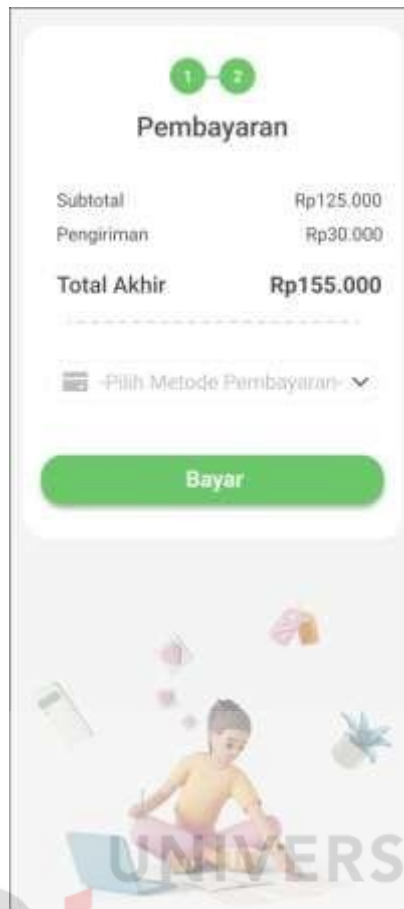 1 2
Pembayaran
Subtotal Rp125.000
Pengiriman Rp30.000
Total Akhir Rp155.000
-Pilih Metode Pembayaran-
Bayar
UNIVERS